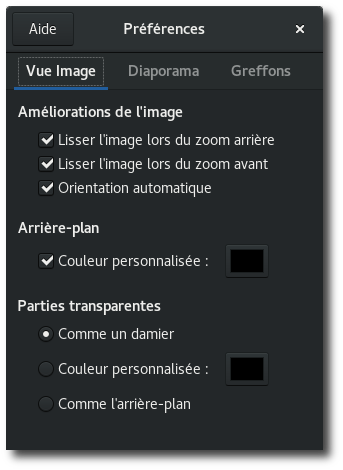 Aide
Préférences
Vue Image
Diaporama
Greffons
Améliorations de l'image
Lisser l'image lors du zoom arrière
Lisser l'image lors du zoom avant
Orientation automatique
Arrière-plan
Couleur personnalisée :
Parties transparentes
Comme un damier
Couleur personnalisée :
Comme l'arrière-plan